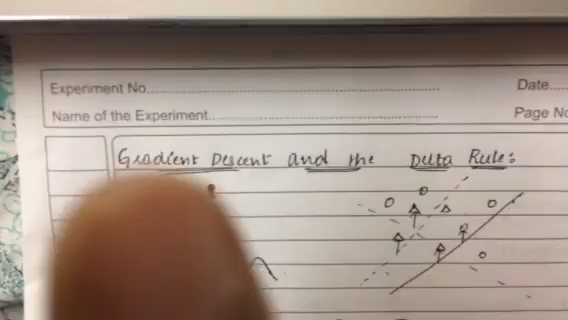 Experiment No.
Date
Name of the Experiment
Page No
Gradient Descent and the Delta Rule: